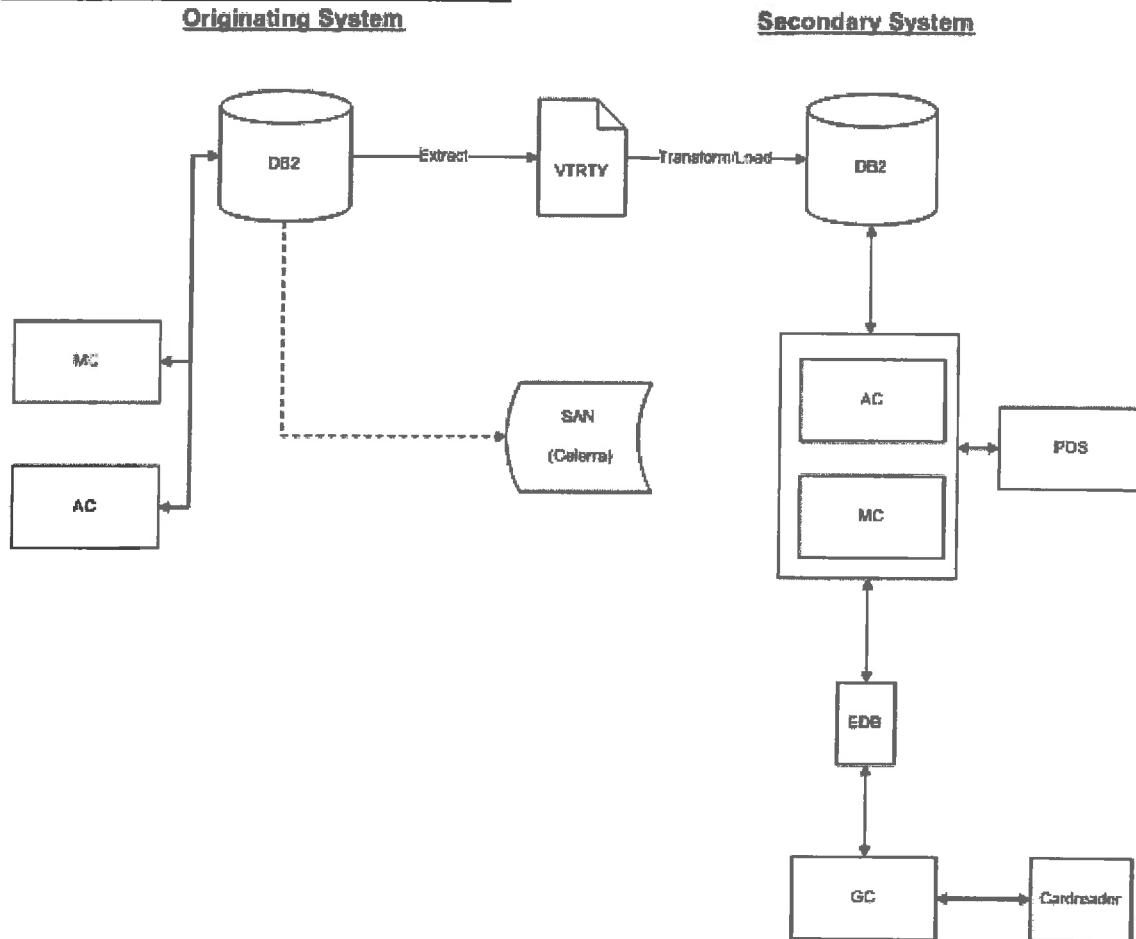 Originating System
Secondary System
DB2
Extract
VTRTY
Transform/Load
DB2
MC
AC
SAN
(Celerra)
AC
MC
PDS
EDB
GC
Cardreader